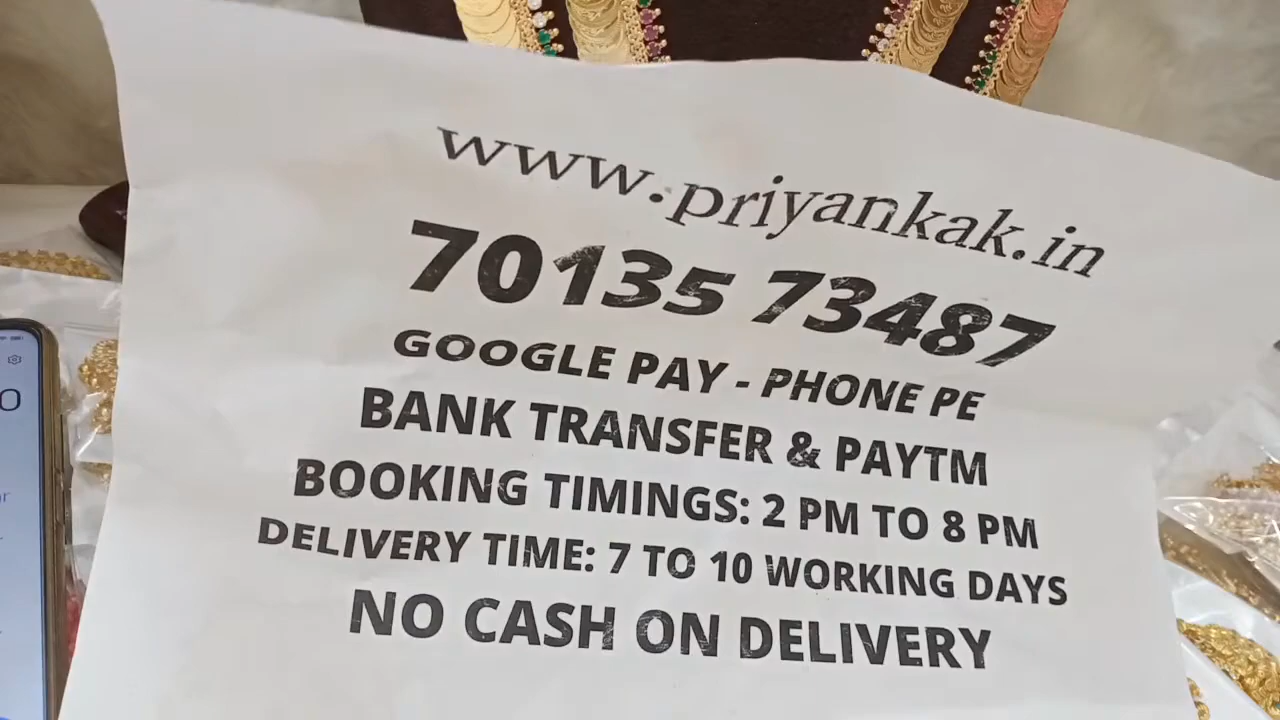 www.priyankak.in
70135 73487
GOOGLE PAY - PHONE PE
BANK TRANSFER & PAYTM
BOOKING TIMINGS: 2 PM TO 8 PM
DELIVERY TIME: 7 TO 10 WORKING DAYS
NO CASH ON DELIVERY